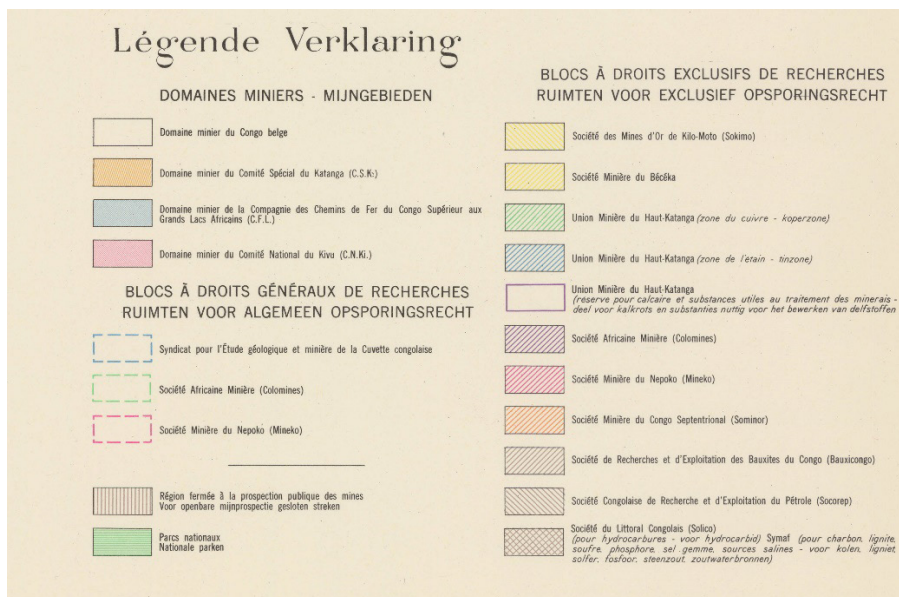 Légende Verklaring
DOMAINES MINIERS - MIJNGEBIEDEN
Domaine minier du Congo belge
Domaine minier du Comité Spécial du Katanga (C.S.K.)
Domaine minier de la Compagnie des Chemins de Fer du Congo Supérieur aux
Grands Lacs Africains (C.F.L.)
Domaine minier du Comité National du Kivu (C.N.Ki.)
BLOCS À DROITS GÉNÉRAUX DE RECHERCHES
RUIMTEN VOOR ALGEMEEN OPSPORINGSRECHT
Syndicat pour l'Étude géologique et minière de la Cuvette congolaise
Société Africaine Minière (Colomines)
Société Minière du Nepoko (Mineko)
Région fermée à la prospection publique des mines
Voor openbare mijnprospectie gesloten streken
Parcs nationaux
Nationale parken
BLOCS À DROITS EXCLUSIFS DE RECHERCHES
RUIMTEN VOOR EXCLUSIEF OPSPORINGSRECHT
Société des Mines d'Or de Kilo-Moto (Sokimo)
Société Minière du Bécéka
Union Minière du Haut-Katanga (zone du cuivre - koperzone)
Union Minière du Haut-Katanga (zone de l'etain - tinzone)
Union Minière du Haut-Katanga
(réserve pour calcaire et substances utiles au traitement des minerais -
deel voor kalkrots en substanties nuttig voor het bewerken van delfstoffen
Société Africaine Minière (Colomines)
Société Minière du Nepoko (Mineko)
Société Minière du Congo Septentrional (Sominor)
Société de Recherches et d'Exploitation des Bauxites du Congo (Bauxicongo)
Société Congolaise de Recherche et d'Exploitation du Pétrole (Socorep)
Société du Littoral Congolais (Solico)
(pour hydrocarbures - voor hydrocarbid) Symaf (pour charbon, lignite,
soufre, phosphore, sel gemme, sources salines - voor kolen, ligniet,
solfer, fosfoor, steenzout, zoutwaterbronnen)